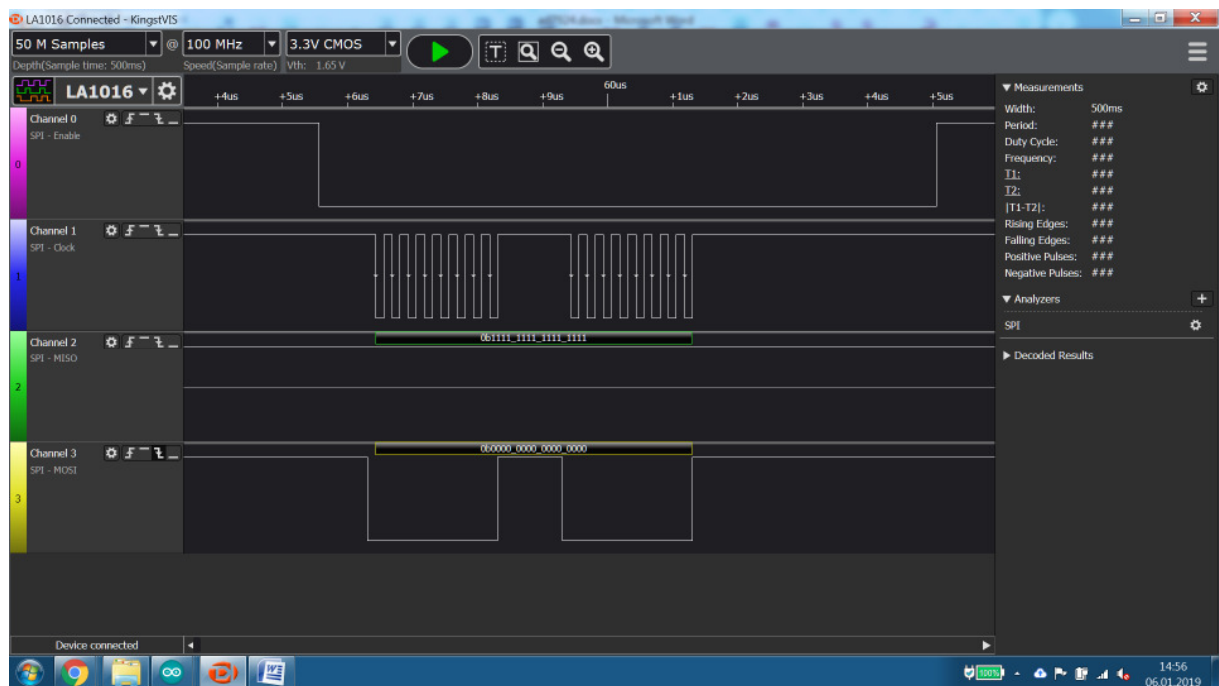 LA1016 Connected - KingstVIS
50 M Samples @ 100 MHz 3.3V CMOS
Depth(Sample time: 500ms) Speed(Sample rate) Vth: 1.65 V
LA1016
+4us +5us +6us +7us +8us +9us 60us +1us +2us +3us +4us +5us
Channel 0
SPI - Enable
0
Channel 1
SPI - Clock
1
Channel 2
SPI - MISO
2
0b1111_1111_1111_1111
Channel 3
SPI - MOSI
3
0b0000_0000_0000_0000
Measurements
Width: 500ms
Period: ###
Duty Cycle: ###
Frequency: ###
T1: ###
T2: ###
|T1-T2|: ###
Rising Edges: ###
Falling Edges: ###
Positive Pulses: ###
Negative Pulses: ###
Analyzers
SPI
Decoded Results
Device connected
100%
14:56
06.01.2019